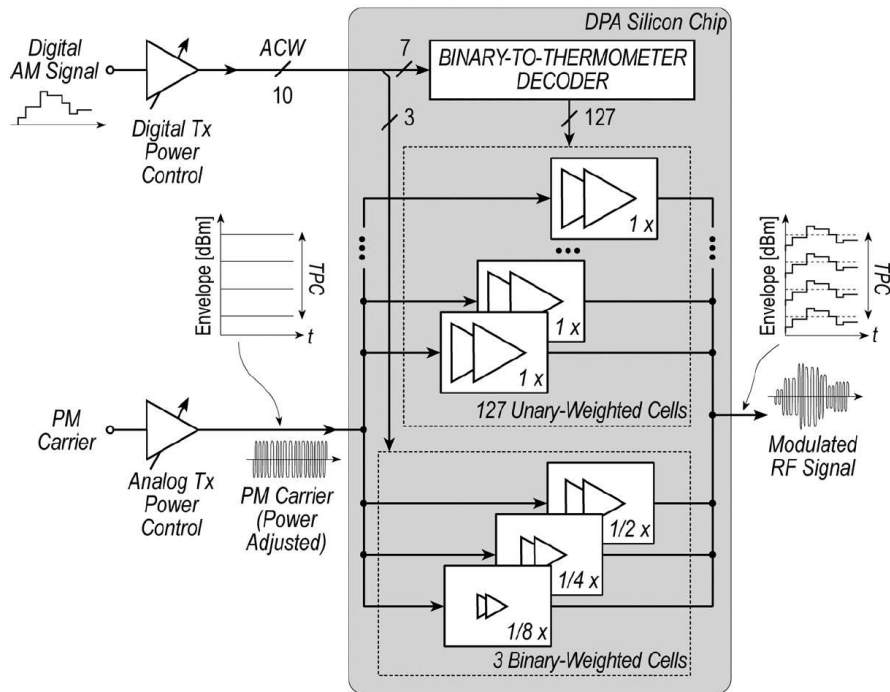 DPA Silicon Chip
Digital
AM Signal
ACW
10
7
3
BINARY-TO-THERMOMETER
DECODER
127
Digital Tx
Power
Control
1 x
1 x
1 x
127 Unary-Weighted Cells
Envelope [dBm]
TPC
t
Envelope [dBm]
TPC
t
PM
Carrier
Analog Tx
Power
Control
PM Carrier
(Power
Adjusted)
Modulated
RF Signal
1/2 x
1/4 x
1/8 x
3 Binary-Weighted Cells